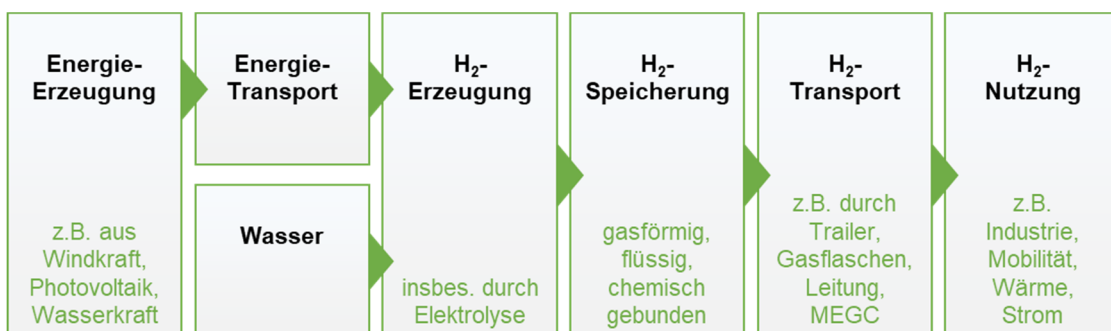 Energie-
Erzeugung
z.B. aus
Windkraft,
Photovoltaik,
Wasserkraft
Energie-
Transport
Wasser
H₂-
Erzeugung
insbes. durch
Elektrolyse
H₂-
Speicherung
gasförmig,
flüssig,
chemisch
gebunden
H₂-
Transport
z.B. durch
Trailer,
Gasflaschen,
Leitung,
MEGC
H₂-
Nutzung
z.B.
Industrie,
Mobilität,
Wärme,
Strom